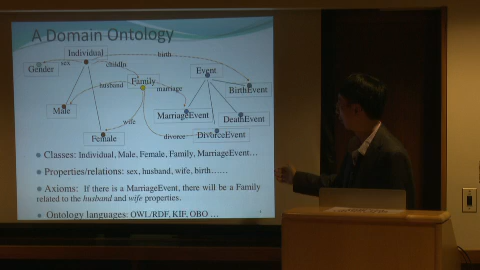 A Domain Ontology
Individual
birth
Gender
sex
childIn
Event
Family
husband
marriage
BirthEvent
Male
MarriageEvent
DeathEvent
wife
Female
divorce
DivorceEvent
Classes: Individual, Male, Female, Family, MarriageEvent…
Properties/relations: sex, husband, wife, birth……
Axioms: If there is a MarriageEvent, there will be a Family
related to the husband and wife properties.
Ontology languages: OWL/RDF, KIF, OBO …